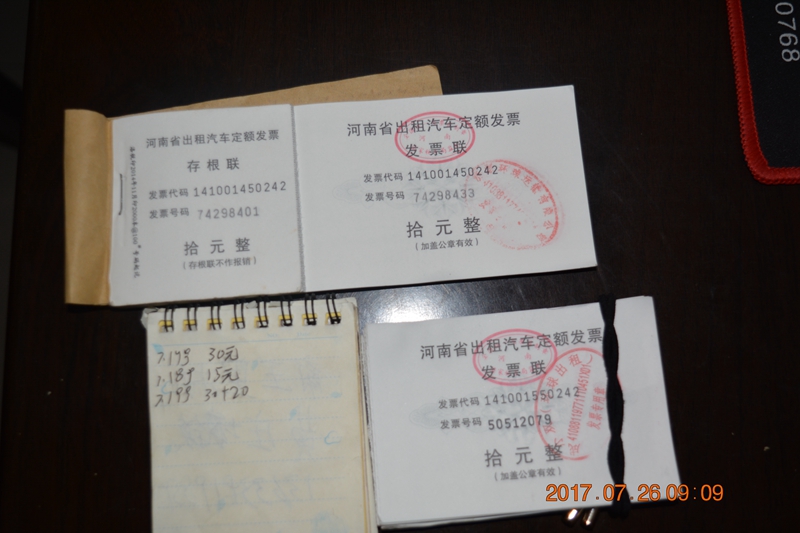 0768
河南省出租汽车定额发票
存根联
发票代码 141001450242
发票号码 74298401
拾元整
(存根联不作报销)
河南省出租汽车定额发票
发票联
发票代码 141001450242
发票号码 74298433
拾元整
(加盖公章有效)
7.17号 30元
7.18号 15元
7.19号 30+20
河南省出租汽车定额发票
发票联
发票代码 141001550242
发票号码 50512079
拾元整
(加盖公章有效)
发票专用章
2017.07.26 09:09